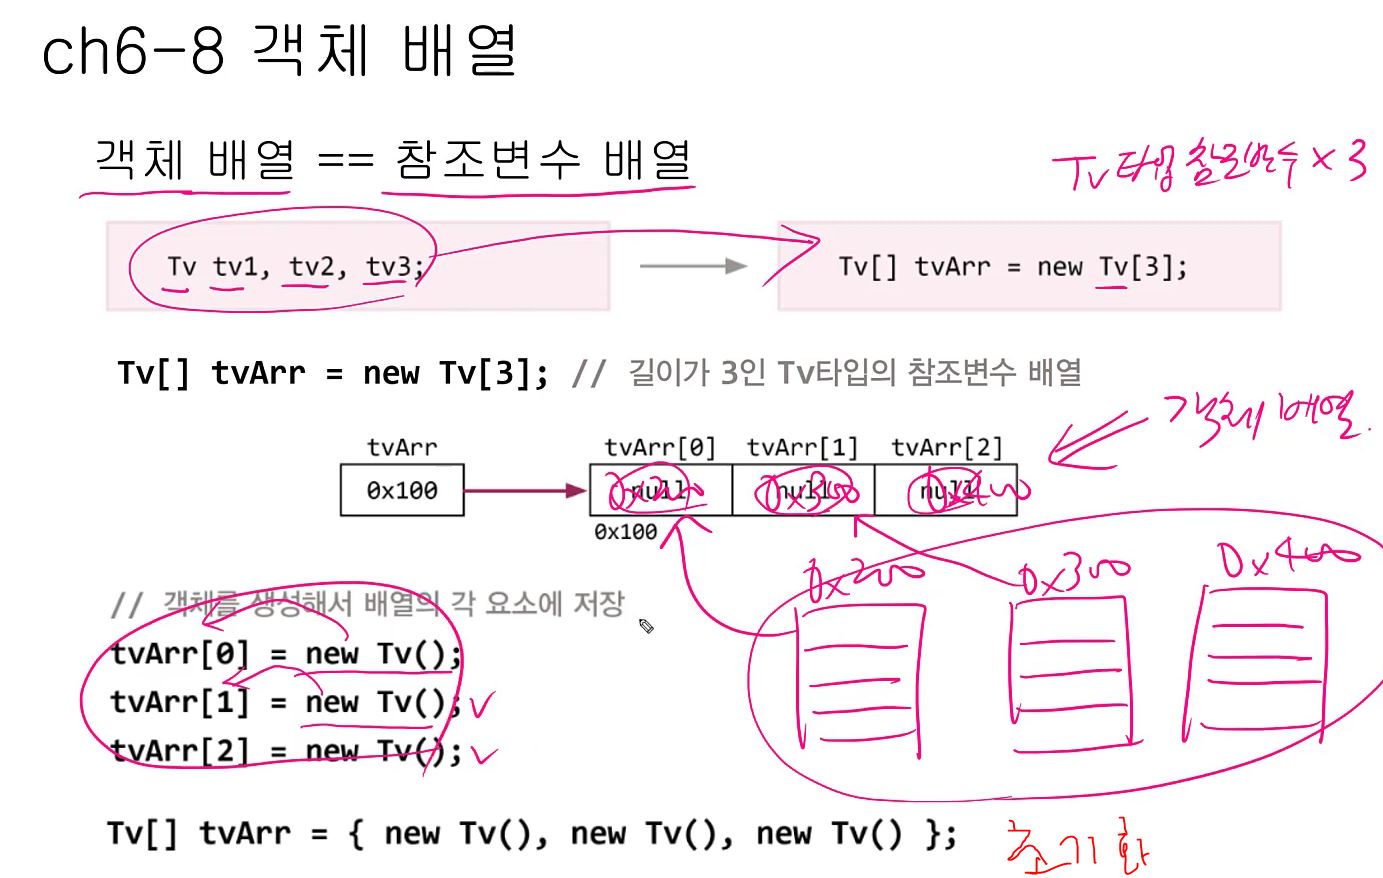 ch6-8 객체 배열
객체 배열 == 참조변수 배열
Tv타입 참조변수 x 3
Tv tv1, tv2, tv3;
Tv[] tvArr = new Tv[3];
Tv[] tvArr = new Tv[3]; // 길이가 3인 Tv타입의 참조변수 배열
객체 배열.
tvArr
tvArr[0] tvArr[1] tvArr[2]
0x100
null null null
0x200 0x300 0x400
0x100
0x200 0x300 0x400
// 객체를 생성해서 배열의 각 요소에 저장
tvArr[0] = new Tv();
tvArr[1] = new Tv();
tvArr[2] = new Tv();
Tv[] tvArr = { new Tv(), new Tv(), new Tv() };
초기화